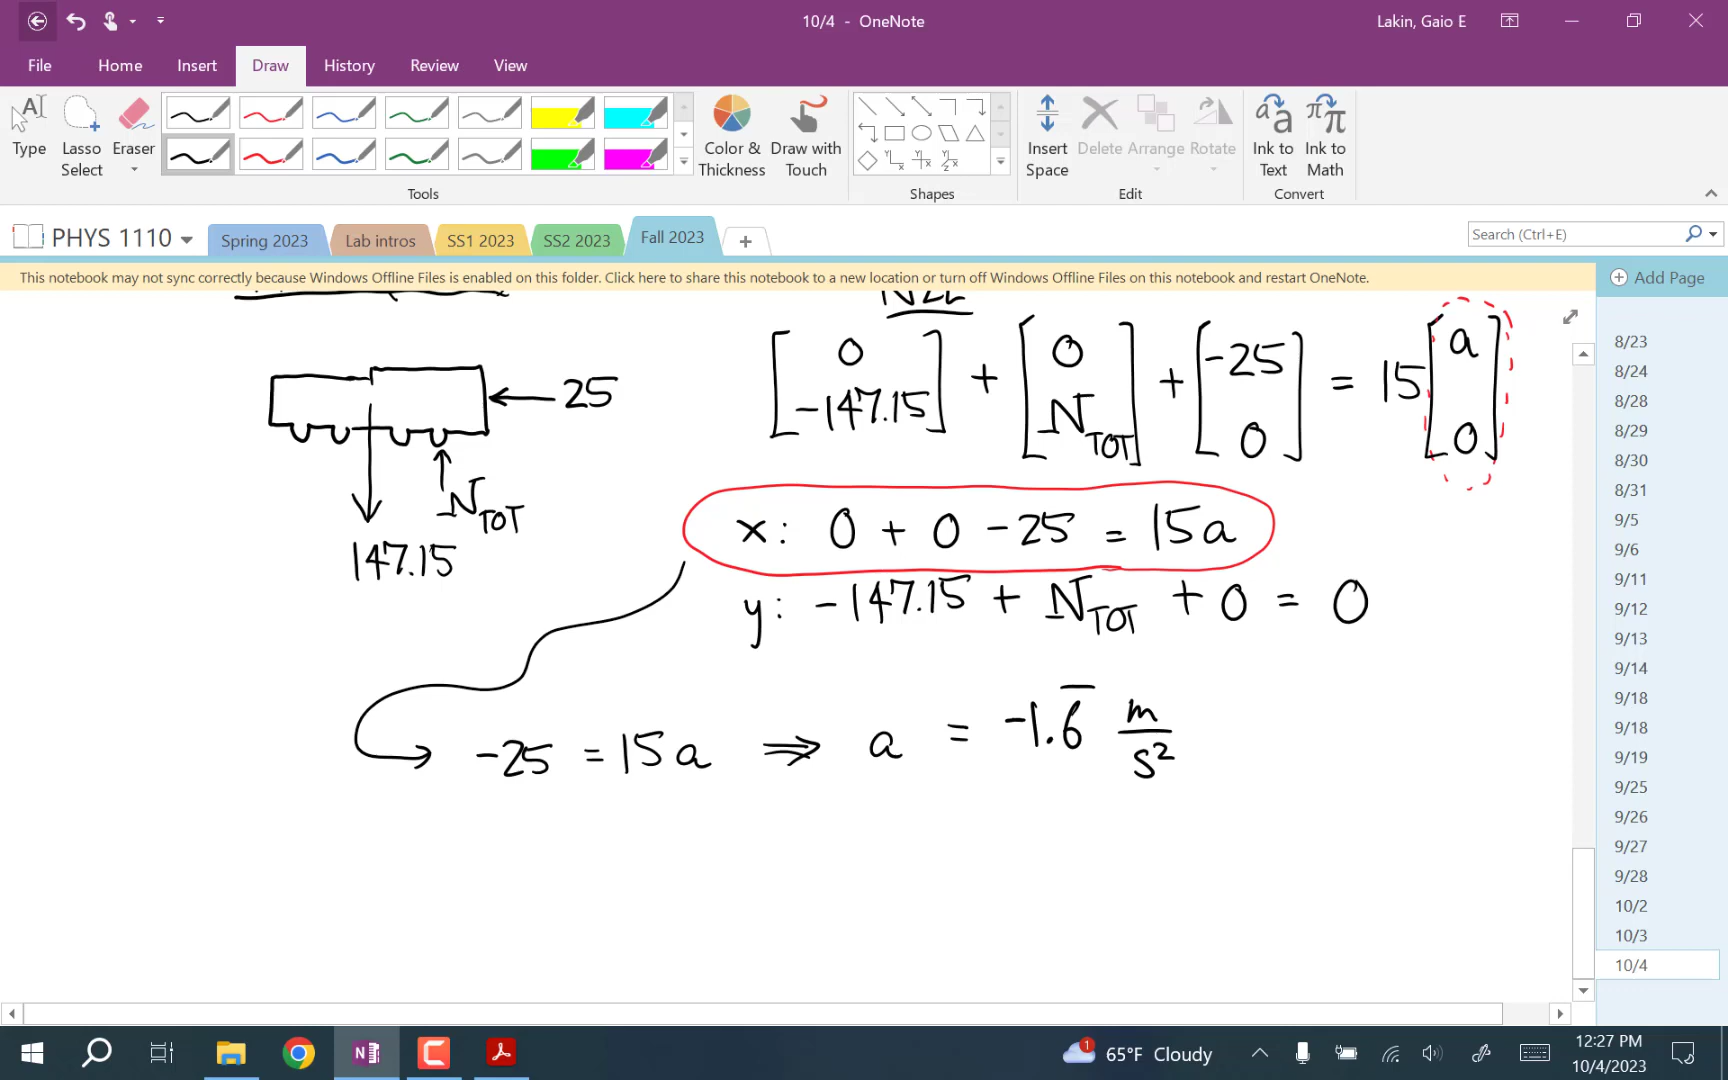 10/4 - OneNote
Lakin, Gaio E
File Home Insert Draw History Review View
Type
Lasso Select
Eraser
Color & Thickness
Draw with Touch
Insert Space
Delete
Arrange
Rotate
Ink to Text
Ink to Math
Tools
Shapes
Edit
Convert
PHYS 1110
Spring 2023
Lab intros
SS1 2023
SS2 2023
Fall 2023
Search (Ctrl+E)
This notebook may not sync correctly because Windows Offline Files is enabled on this folder. Click here to share this notebook to a new location or turn off Windows Offline Files on this notebook and restart OneNote.
Add Page
N2L
[0 -147.15] + [0 N_TOT] + [-25 0] = 15 [a 0]
25
N_TOT
147.15
x: 0 + 0 - 25 = 15a
y: -147.15 + N_TOT + 0 = 0
-25 = 15a ⇒ a = -1.6̅ m/s²
8/23
8/24
8/28
8/29
8/30
8/31
9/5
9/6
9/11
9/12
9/13
9/14
9/18
9/18
9/19
9/25
9/26
9/27
9/28
10/2
10/3
10/4
1
65°F Cloudy
12:27 PM
10/4/2023